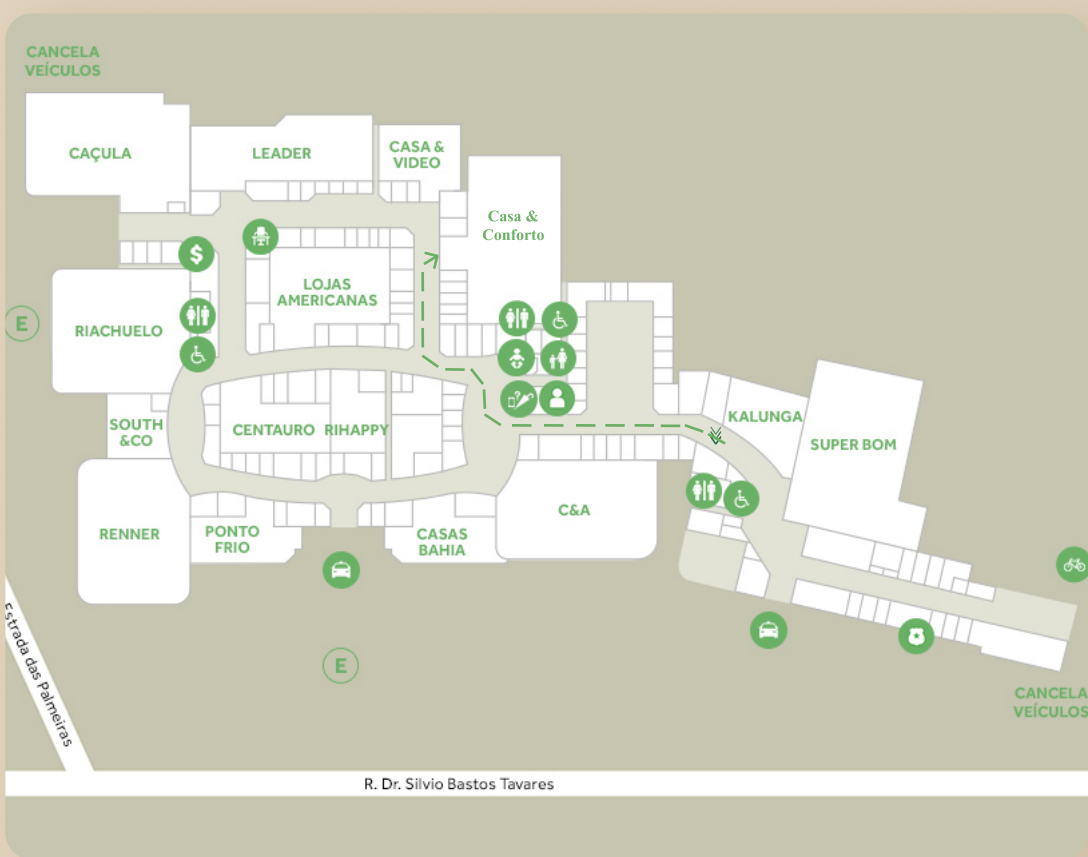 CANCELA
VEÍCULOS
CAÇULA
LEADER
CASA &
VIDEO
Casa &
Conforto
$
LOJAS
AMERICANAS
E
RIACHUELO
?
SOUTH
&CO
CENTAURO
RIHAPPY
KALUNGA
SUPER BOM
RENNER
PONTO
FRIO
CASAS
BAHIA
C&A
E
Estrada das Palmeiras
CANCELA
VEÍCULOS
R. Dr. Silvio Bastos Tavares